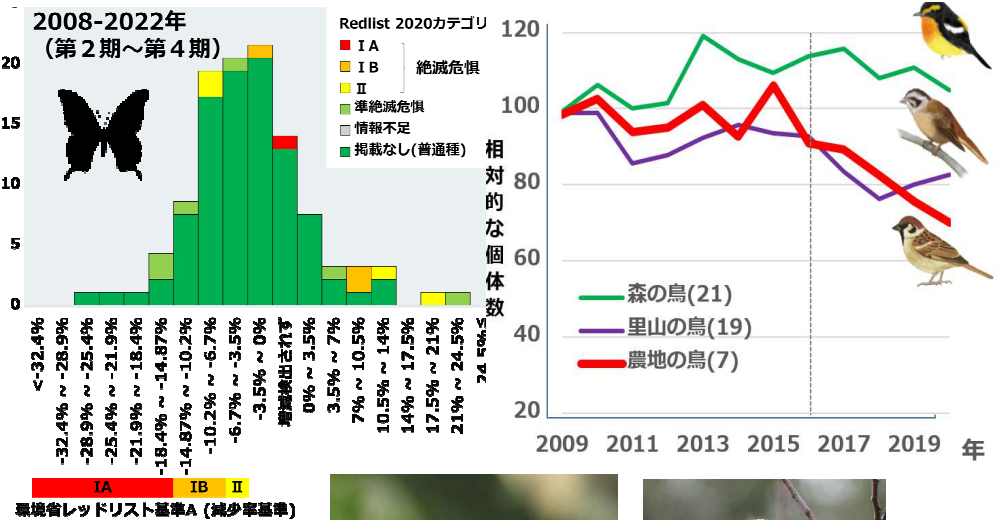 2008-2022年
(第２期～第４期)
Redlist 2020カテゴリ
ⅠA
ⅠB
Ⅱ
絶滅危惧
準絶滅危惧
情報不足
掲載なし(普通種)
20
15
10
5
0
<-32.4%
-32.4% ~ -28.9%
-28.9% ~ -25.4%
-25.4% ~ -21.9%
-21.9% ~ -18.4%
-18.4% ~ -14.87%
-14.87% ~ -10.2%
-10.2% ~ -6.7%
-6.7% ~ -3.5%
-3.5% ~ 0%
増減検出されず
0% ~ 3.5%
3.5% ~ 7%
7% ~ 10.5%
10.5% ~ 14%
14% ~ 17.5%
17.5% ~ 21%
21% ~ 24.5%
24.5%≤
ⅠA
ⅠB
Ⅱ
環境省レッドリスト基準A (減少率基準)
相対的な個体数
120
100
80
60
40
20
森の鳥(21)
里山の鳥(19)
農地の鳥(7)
2009
2011
2013
2015
2017
2019
年